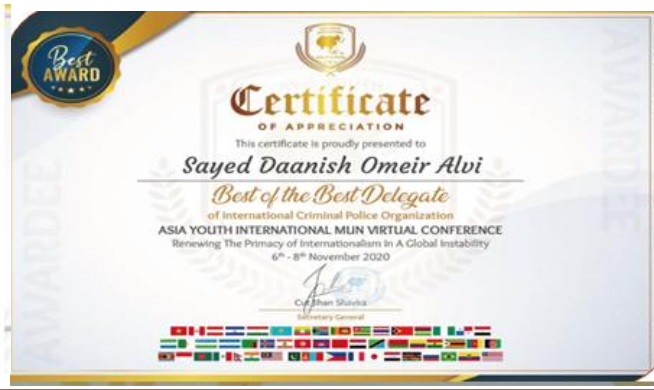 Best
AWARD
Certificate
OF APPRECIATION
This certificate is proudly presented to
Sayed Daanish Omeir Alvi
Best of the Best Delegate
of International Criminal Police Organization
ASIA YOUTH INTERNATIONAL MUN VIRTUAL CONFERENCE
Renewing The Primacy of Internationalism In A Global Instability
6th - 8th November 2020
Secretary General
AWARDEE
AWARDEE